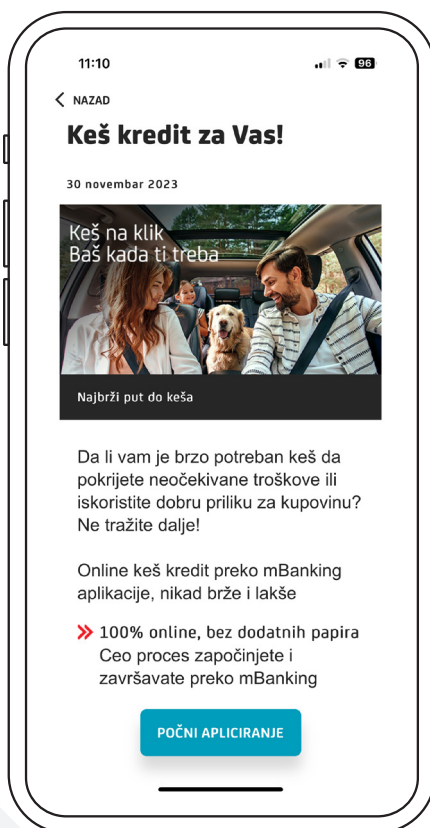 11:10
96
NAZAD
Keš kredit za Vas!
30 novembar 2023
Keš na klik
Baš kada ti treba
Najbrži put do keša
Da li vam je brzo potreban keš da
pokrijete neočekivane troškove ili
iskoristite dobru priliku za kupovinu?
Ne tražite dalje!
Online keš kredit preko mBanking
aplikacije, nikad brže i lakše
100% online, bez dodatnih papira
Ceo proces započinjete i
završavate preko mBanking
POČNI APLICIRANJE